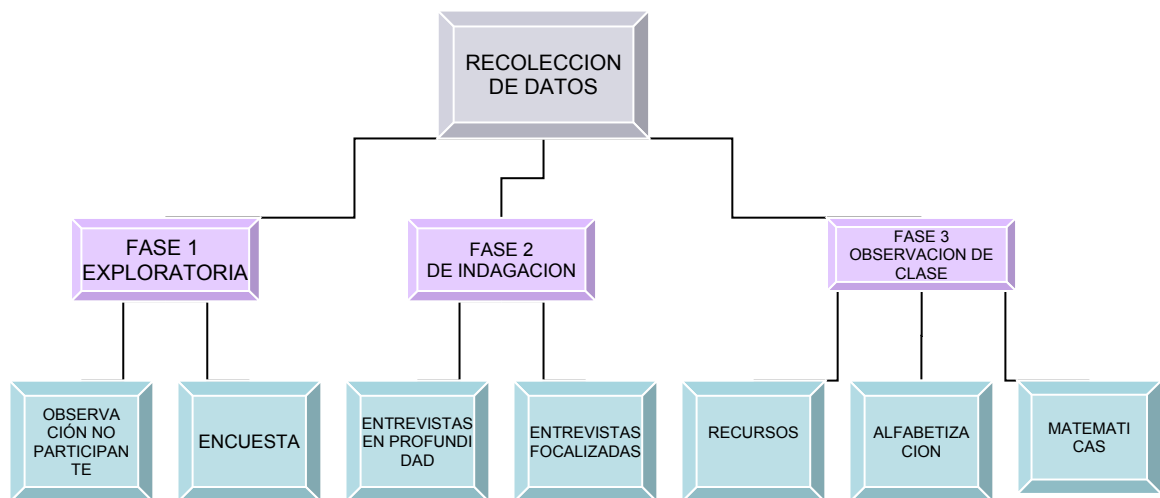 RECOLECCION
DE DATOS
FASE 1
EXPLORATORIA
FASE 2
DE INDAGACION
FASE 3
OBSERVACION DE
CLASE
OBSERVA
CIÓN NO
PARTICIPAN
TE
ENCUESTA
ENTREVISTAS
EN PROFUNDI
DAD
ENTREVISTAS
FOCALIZADAS
RECURSOS
ALFABETIZA
CION
MATEMATI
CAS